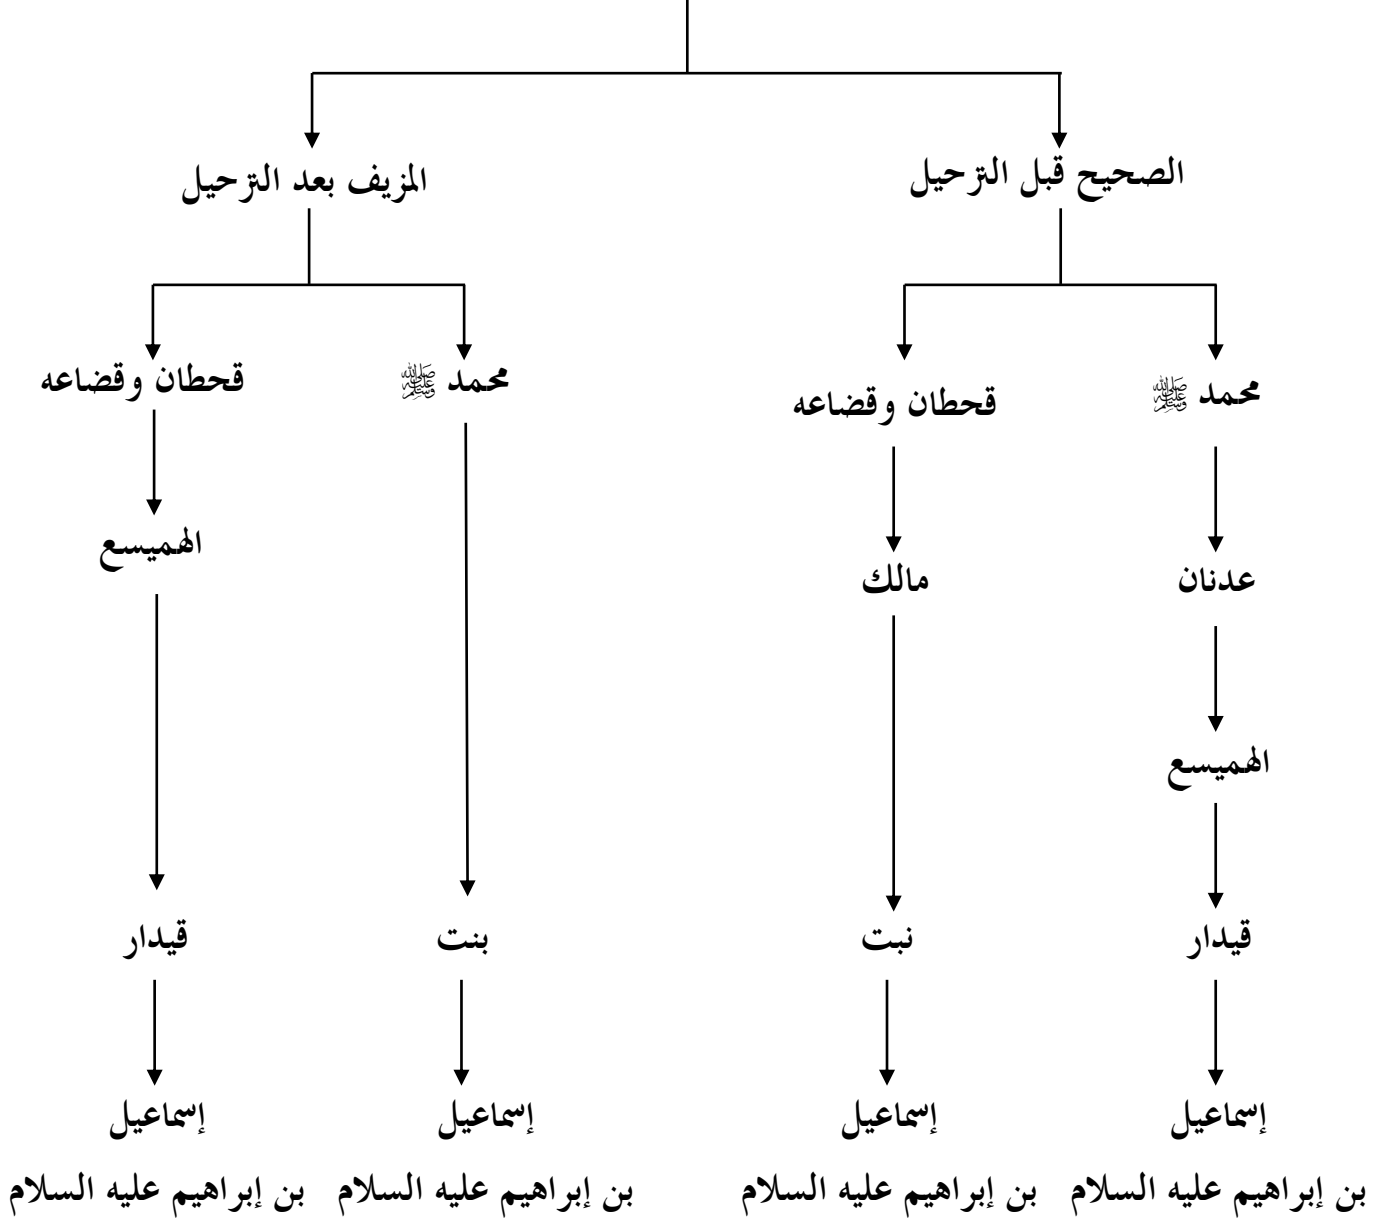 الصحيح قبل الترحيل
المزيف بعد الترحيل
محمد ﷺ
قحطان وقضاعه
محمد ﷺ
قحطان وقضاعه
عدنان
مالك
الهميسع
الهميسع
قيدار
نبت
بنت
قيدار
إسماعيل
إسماعيل
إسماعيل
إسماعيل
بن إبراهيم عليه السلام
بن إبراهيم عليه السلام
بن إبراهيم عليه السلام
بن إبراهيم عليه السلام